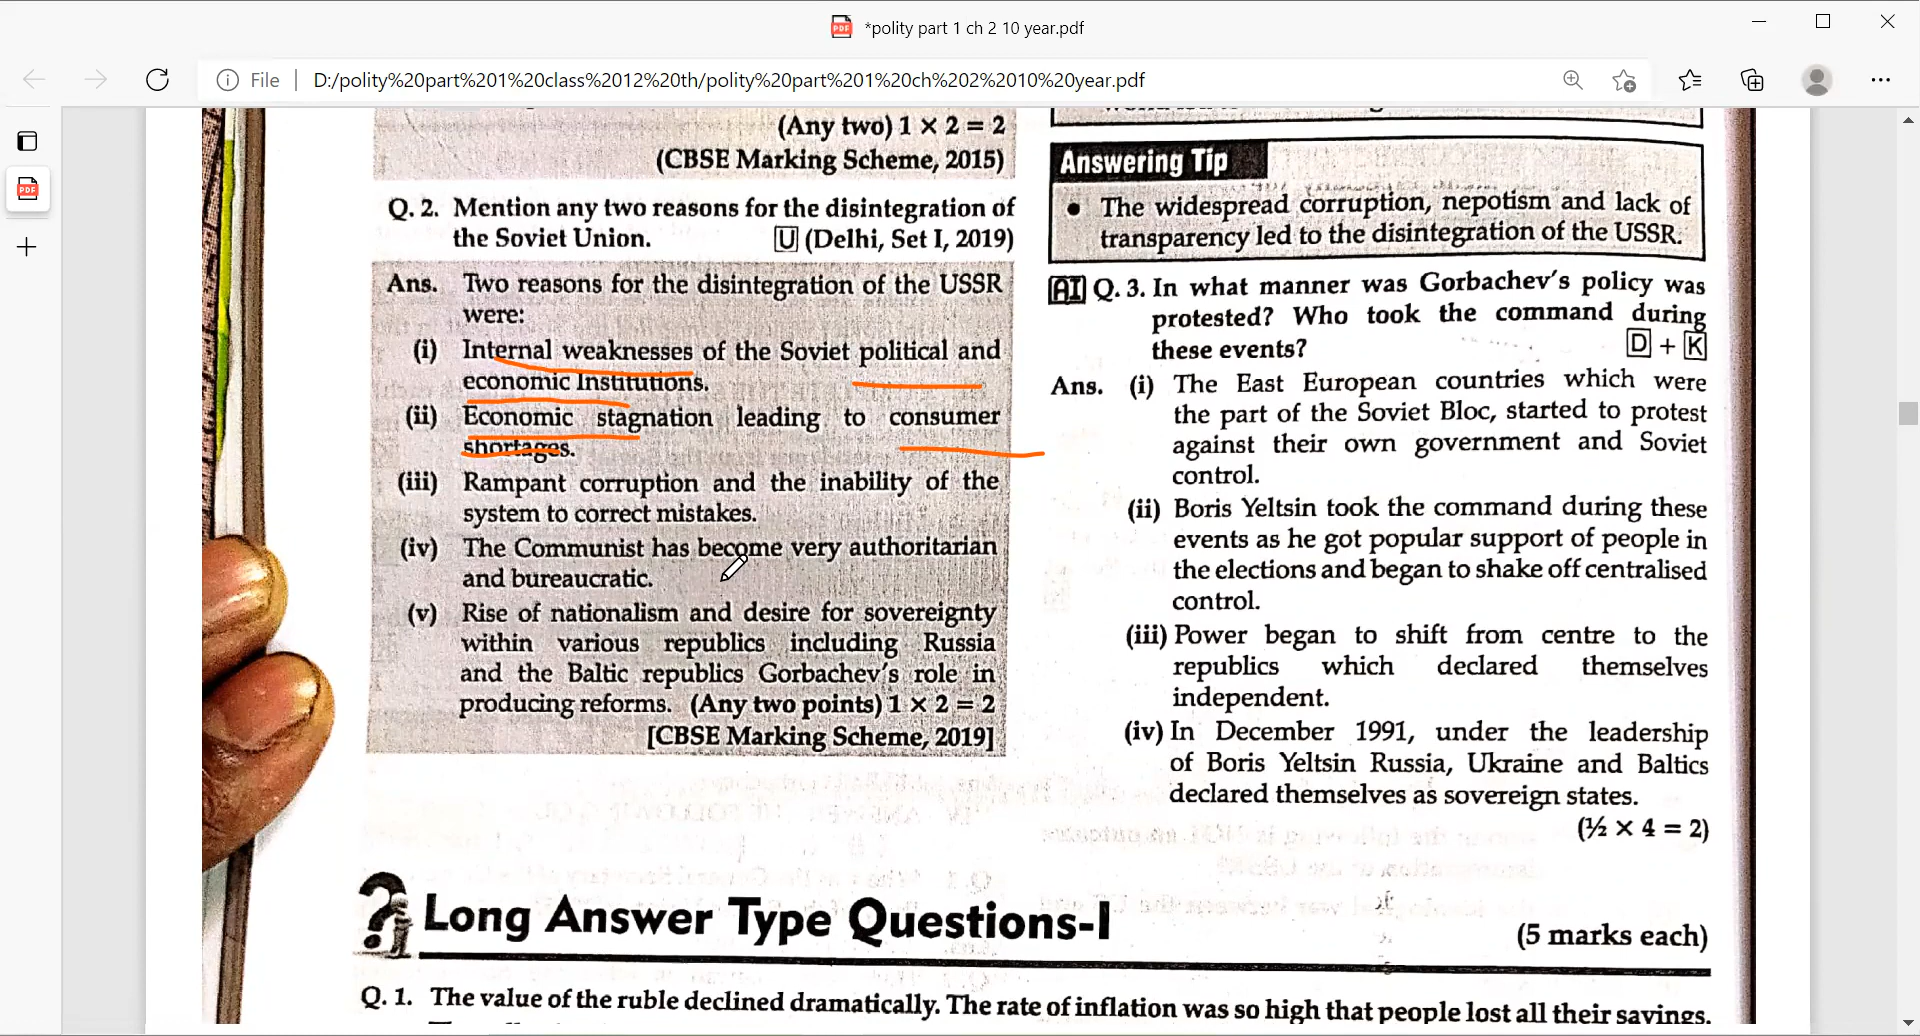 *polity part 1 ch 2 10 year.pdf
File
D:/polity%20part%201%20class%2012%20th/polity%20part%201%20ch%202%2010%20year.pdf
(Any two) 1 × 2 = 2
(CBSE Marking Scheme, 2015)
Q. 2. Mention any two reasons for the disintegration of
the Soviet Union. U (Delhi, Set I, 2019)
Ans. Two reasons for the disintegration of the USSR
were:
(i) Internal weaknesses of the Soviet political and
economic Institutions.
(ii) Economic stagnation leading to consumer
shortages.
(iii) Rampant corruption and the inability of the
system to correct mistakes.
(iv) The Communist has become very authoritarian
and bureaucratic.
(v) Rise of nationalism and desire for sovereignty
within various republics including Russia
and the Baltic republics Gorbachev's role in
producing reforms. (Any two points) 1 × 2 = 2
[CBSE Marking Scheme, 2019]
Answering Tip
• The widespread corruption, nepotism and lack of
transparency led to the disintegration of the USSR.
AI Q. 3. In what manner was Gorbachev's policy was
protested? Who took the command during
these events? D + K
Ans. (i) The East European countries which were
the part of the Soviet Bloc, started to protest
against their own government and Soviet
control.
(ii) Boris Yeltsin took the command during these
events as he got popular support of people in
the elections and began to shake off centralised
control.
(iii) Power began to shift from centre to the
republics which declared themselves
independent.
(iv) In December 1991, under the leadership
of Boris Yeltsin Russia, Ukraine and Baltics
declared themselves as sovereign states.
(½ × 4 = 2)
Long Answer Type Questions-I
(5 marks each)
Q. 1. The value of the ruble declined dramatically. The rate of inflation was so high that people lost all their savings.